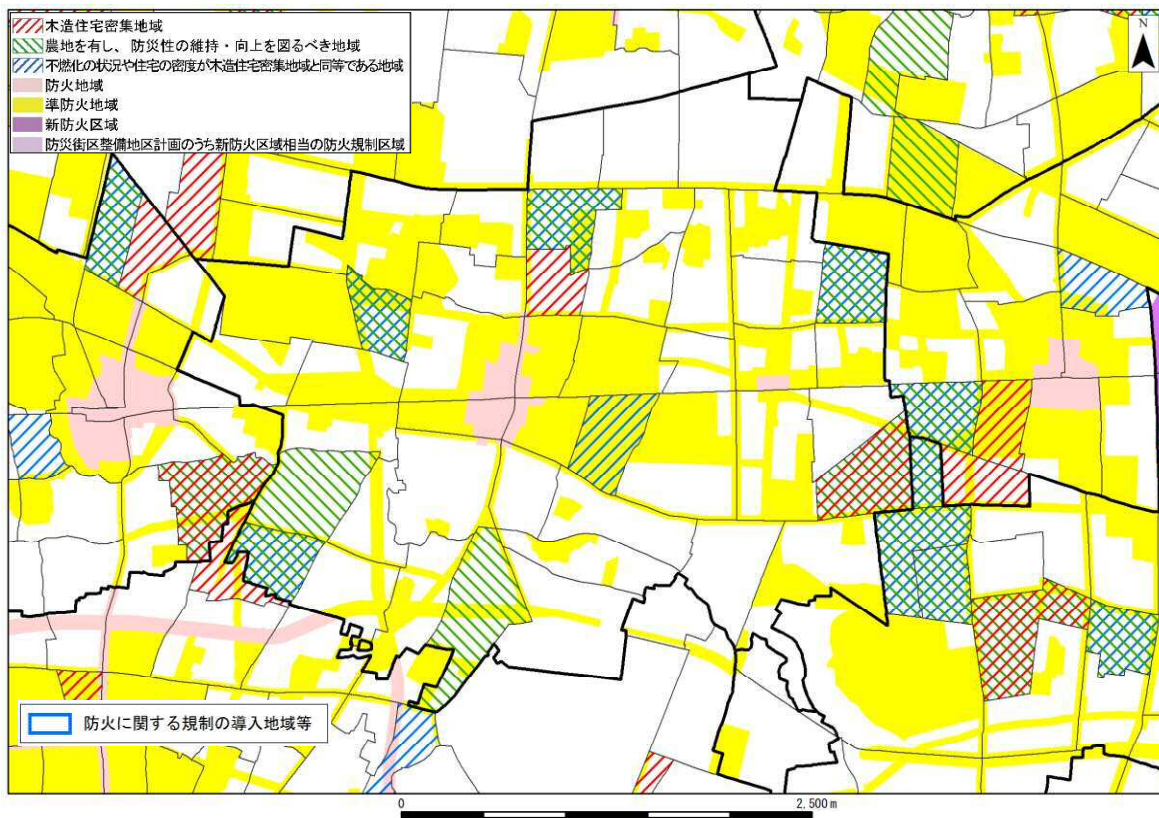 木造住宅密集地域
農地を有し、防災性の維持・向上を図るべき地域
不燃化の状況や住宅の密度が木造住宅密集地域と同等である地域
防火地域
準防火地域
新防火区域
防災街区整備地区計画のうち新防火区域相当の防火規制区域
N
防火に関する規制の導入地域等
0 2,500m